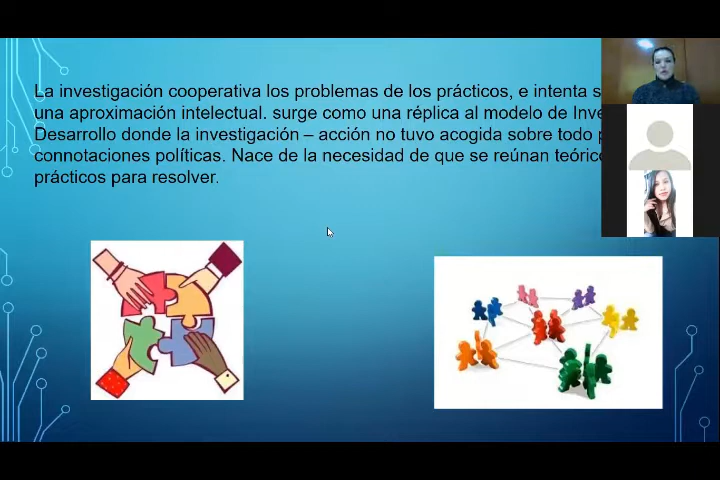 La investigación cooperativa los problemas de los prácticos, e intenta s
una aproximación intelectual. surge como una réplica al modelo de Inve
Desarrollo donde la investigación – acción no tuvo acogida sobre todo p
connotaciones políticas. Nace de la necesidad de que se reúnan teóric
prácticos para resolver.